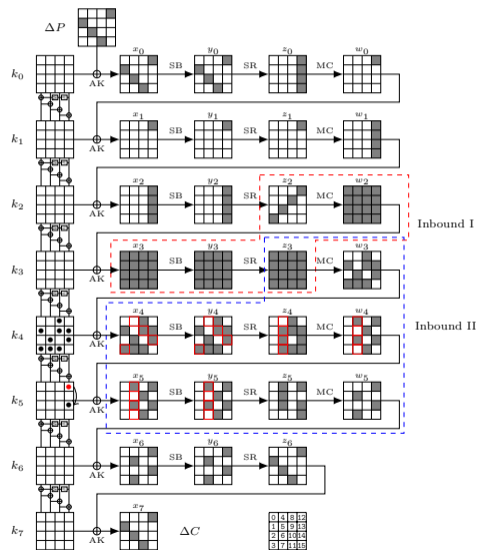 ΔP
x₀ y₀ z₀ w₀
k₀ AK SB SR MC
x₁ y₁ z₁ w₁
k₁ AK SB SR MC
x₂ y₂ z₂ w₂
k₂ AK SB SR MC
Inbound I
x₃ y₃ z₃ w₃
k₃ AK SB SR MC
x₄ y₄ z₄ w₄
k₄ AK SB SR MC
Inbound II
x₅ y₅ z₅ w₅
k₅ AK SB SR MC
x₆ y₆ z₆
k₆ AK SB SR
x₇
k₇ AK ΔC
0 4 8 12
1 5 9 13
2 6 10 14
3 7 11 15